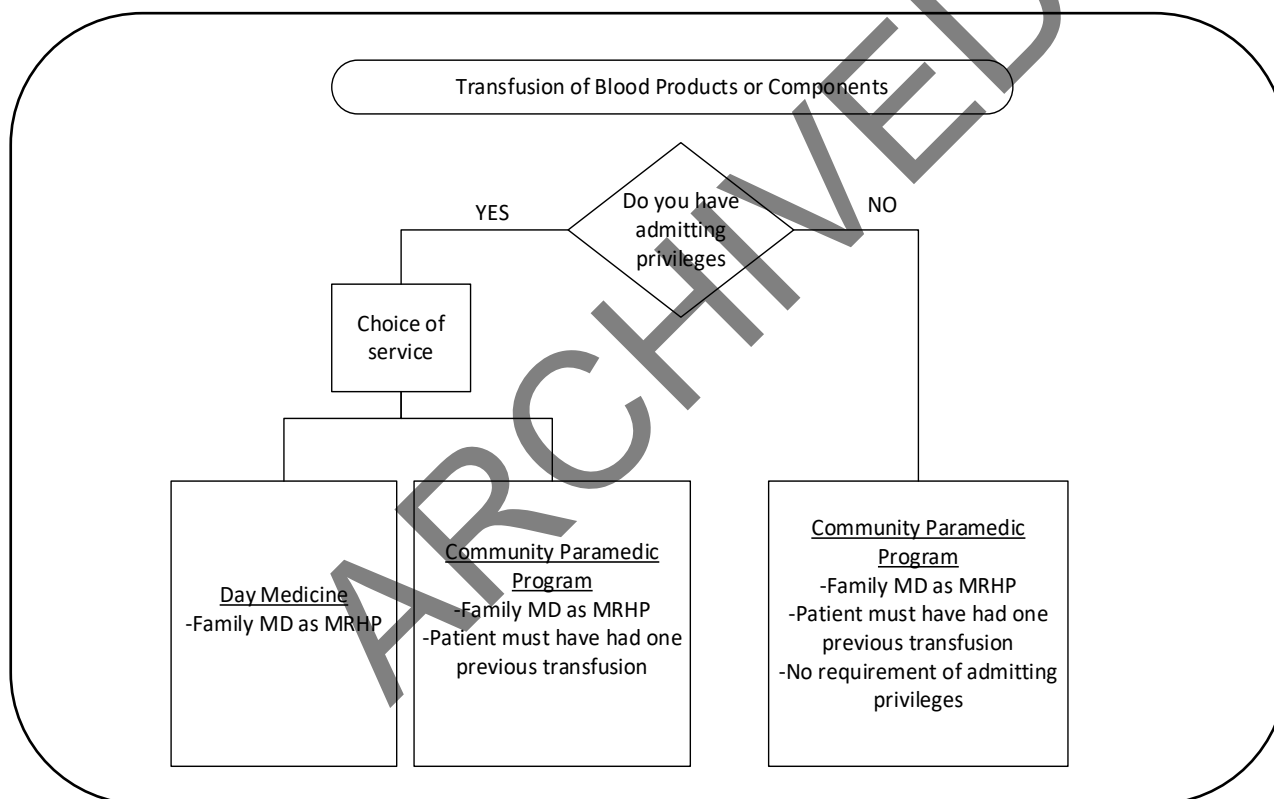 Transfusion of Blood Products or Components
Do you have
admitting
privileges
YES
NO
Choice of
service
Day Medicine
-Family MD as MRHP
Community Paramedic
Program
-Family MD as MRHP
-Patient must have had one
previous transfusion
Community Paramedic
Program
-Family MD as MRHP
-Patient must have had one
previous transfusion
-No requirement of admitting
privileges
ARCHIVED